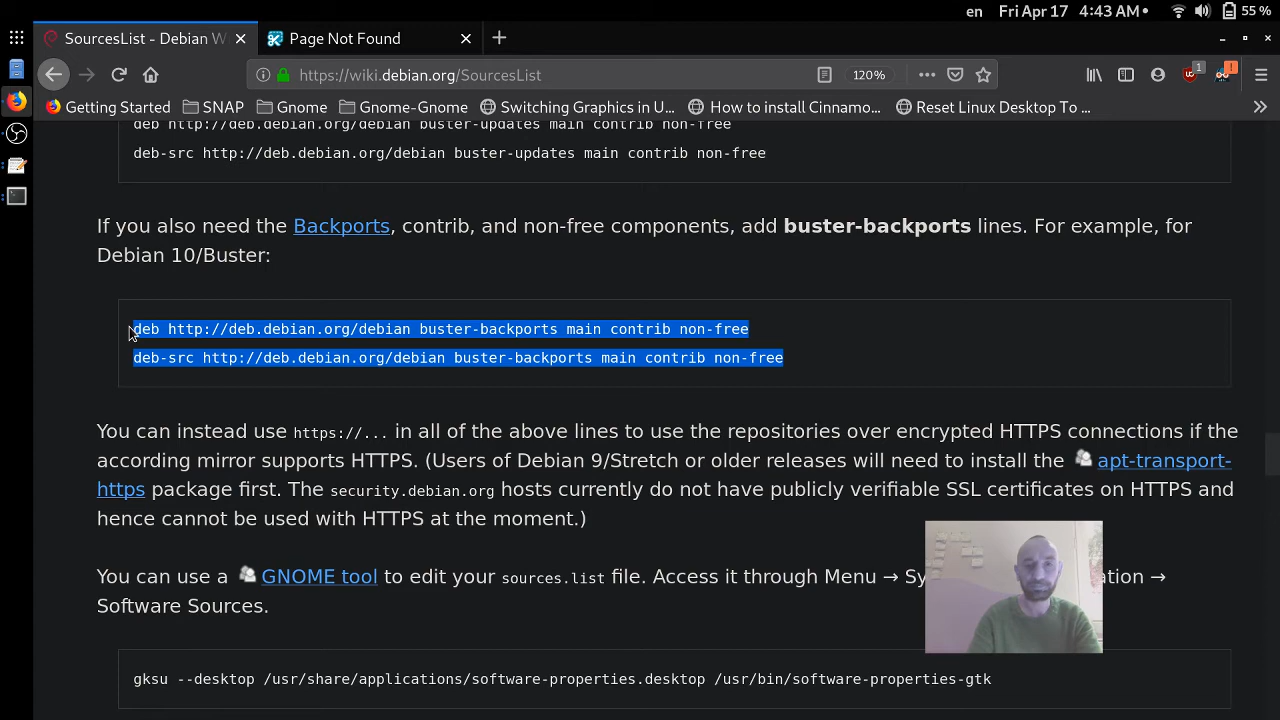 en Fri Apr 17 4:43 AM 55 %
SourcesList - Debian W Page Not Found
https://wiki.debian.org/SourcesList 120% 1
Getting Started SNAP Gnome Gnome-Gnome Switching Graphics in U... How to install Cinnamo... Reset Linux Desktop To ...
deb http://deb.debian.org/debian buster-updates main contrib non-free
deb-src http://deb.debian.org/debian buster-updates main contrib non-free
If you also need the Backports, contrib, and non-free components, add buster-backports lines. For example, for
Debian 10/Buster:
deb http://deb.debian.org/debian buster-backports main contrib non-free
deb-src http://deb.debian.org/debian buster-backports main contrib non-free
You can instead use https://... in all of the above lines to use the repositories over encrypted HTTPS connections if the
according mirror supports HTTPS. (Users of Debian 9/Stretch or older releases will need to install the apt-transport-
https package first. The security.debian.org hosts currently do not have publicly verifiable SSL certificates on HTTPS and
hence cannot be used with HTTPS at the moment.)
You can use a GNOME tool to edit your sources.list file. Access it through Menu → Sy ation →
Software Sources.
gksu --desktop /usr/share/applications/software-properties.desktop /usr/bin/software-properties-gtk